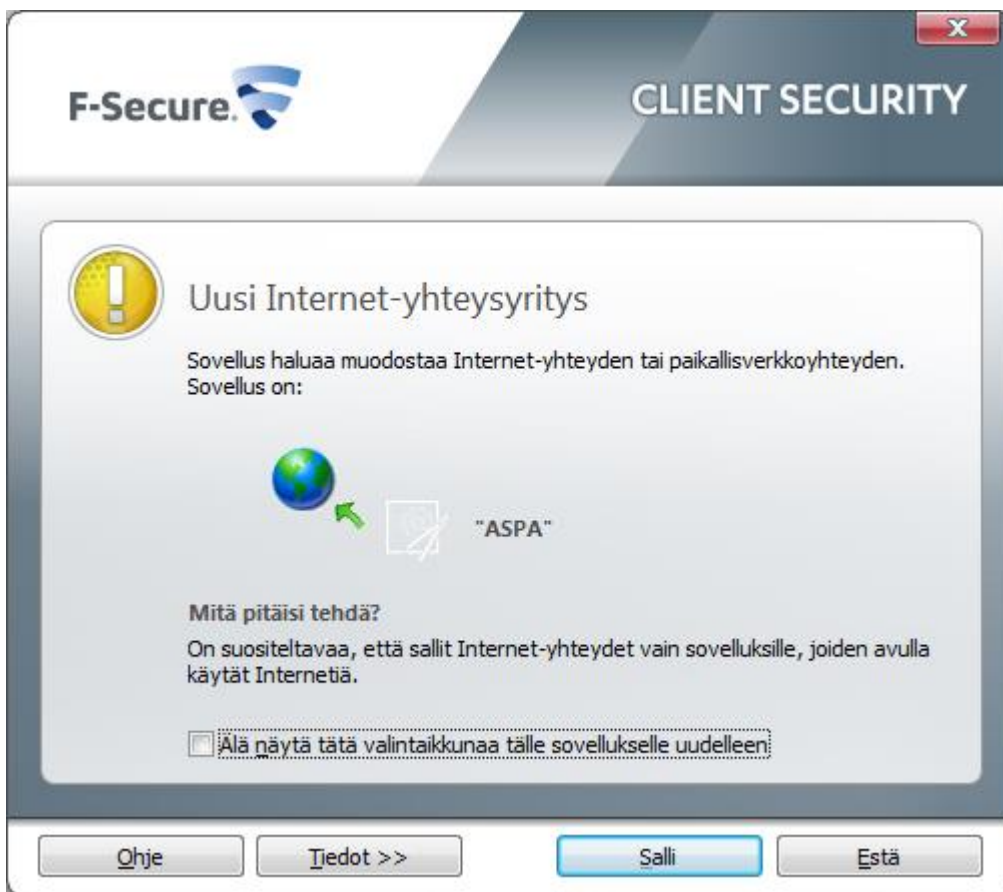 F-Secure.
CLIENT SECURITY
Uusi Internet-yhteysyritys
Sovellus haluaa muodostaa Internet-yhteyden tai paikallisverkkoyhteyden.
Sovellus on:
"ASPA"
Mitä pitäisi tehdä?
On suositeltavaa, että sallit Internet-yhteydet vain sovelluksille, joiden avulla
käytät Internetiä.
Älä näytä tätä valintaikkunaa tälle sovellukselle uudelleen
Ohje
Tiedot >>
Salli
Estä